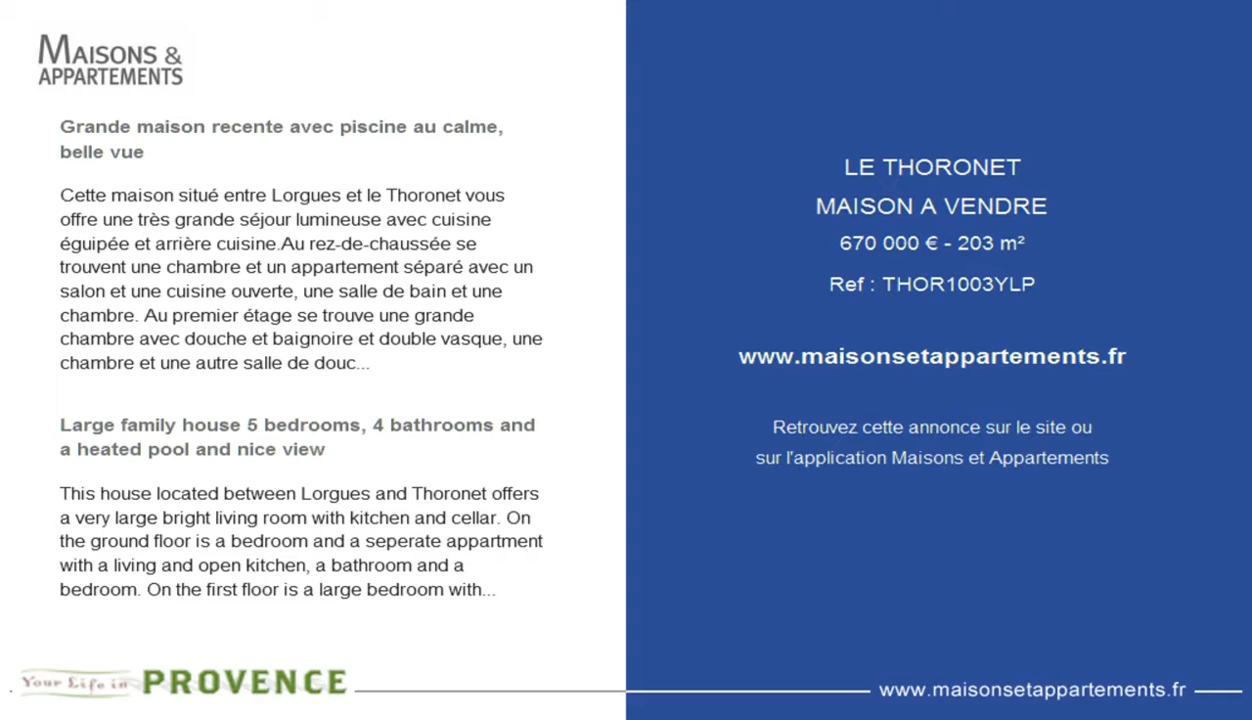 MAISONS &
APPARTEMENTS
Grande maison recente avec piscine au calme,
belle vue
Cette maison situé entre Lorgues et le Thoronet vous
offre une très grande séjour lumineuse avec cuisine
éguipée et arrière cuisine.Au rez-de-chaussée se
trouvent une chambre et un appartement séparé avec un
salon et une cuisine ouverte, une salle de bain et une
chambre. Au premier étage se trouve une grande
chambre avec douche et baignoire et double vasque, une
chambre et une autre salle de douc...
Large family house 5 bedrooms, 4 bathrooms and
a heated pool and nice view
This house located between Lorgues and Thoronet offers
a very large bright living room with kitchen and cellar. On
the ground floor is a bedroom and a seperate appartment
with a living and open kitchen, a bathroom and a
bedroom. On the first floor is a large bedroom with...
Your Life in PROVENCE
LE THORONET
MAISON A VENDRE
670 000 € - 203 m²
Ref : THOR1003YLP
www.maisonsetappartements.fr
Retrouvez cette annonce sur le site ou
sur l'application Maisons et Appartements
www.maisonsetappartements.fr